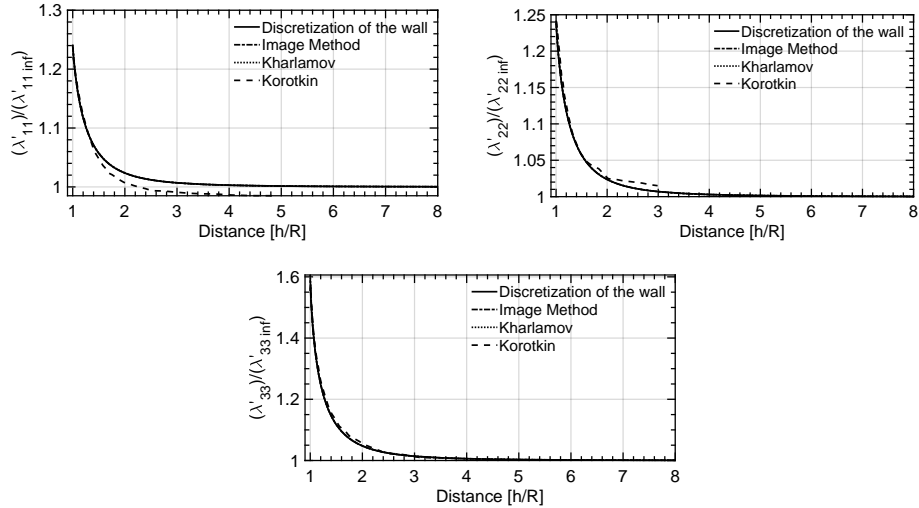 1.3
1.2
1.1
1
(λ'11)/(λ'11 inf)
1 2 3 4 5 6 7 8
Distance [h/R]
Discretization of the wall
Image Method
Kharlamov
Korotkin
1.25
1.2
1.15
1.1
1.05
1
(λ'22)/(λ'22 inf)
1 2 3 4 5 6 7 8
Distance [h/R]
Discretization of the wall
Image Method
Kharlamov
Korotkin
1.6
1.4
1.2
1
(λ'33)/(λ'33 inf)
1 2 3 4 5 6 7 8
Distance [h/R]
Discretization of the wall
Image Method
Kharlamov
Korotkin